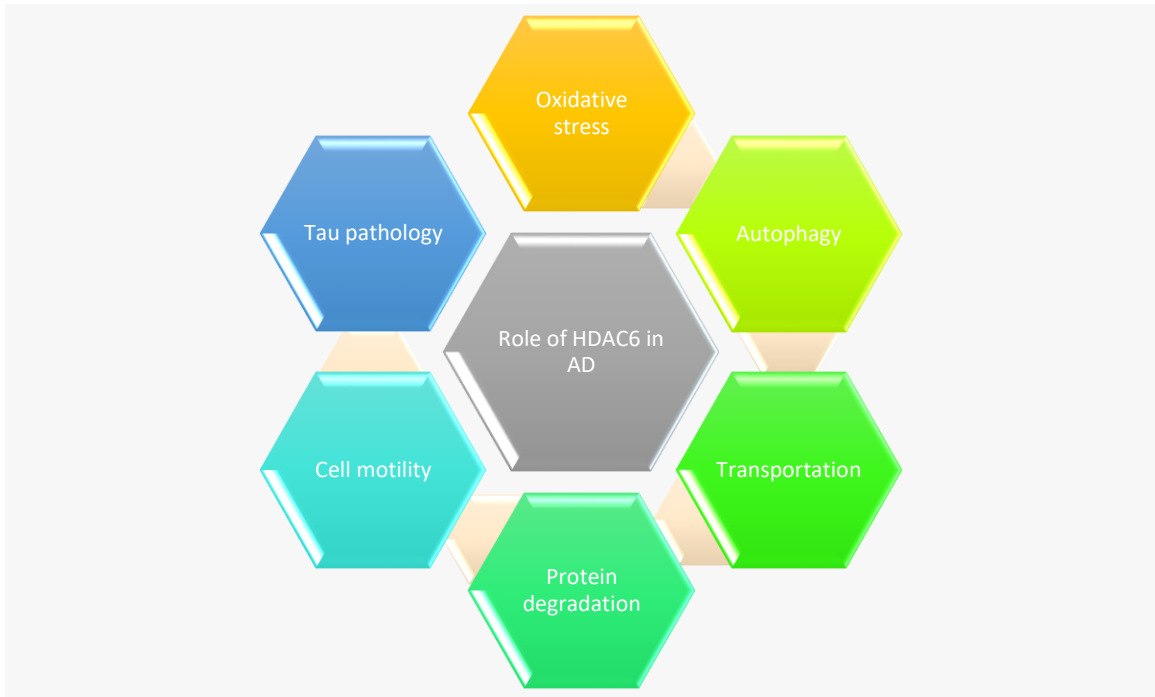 Oxidative
stress
Tau pathology
Autophagy
Role of HDAC6 in
AD
Cell motility
Transportation
Protein
degradation